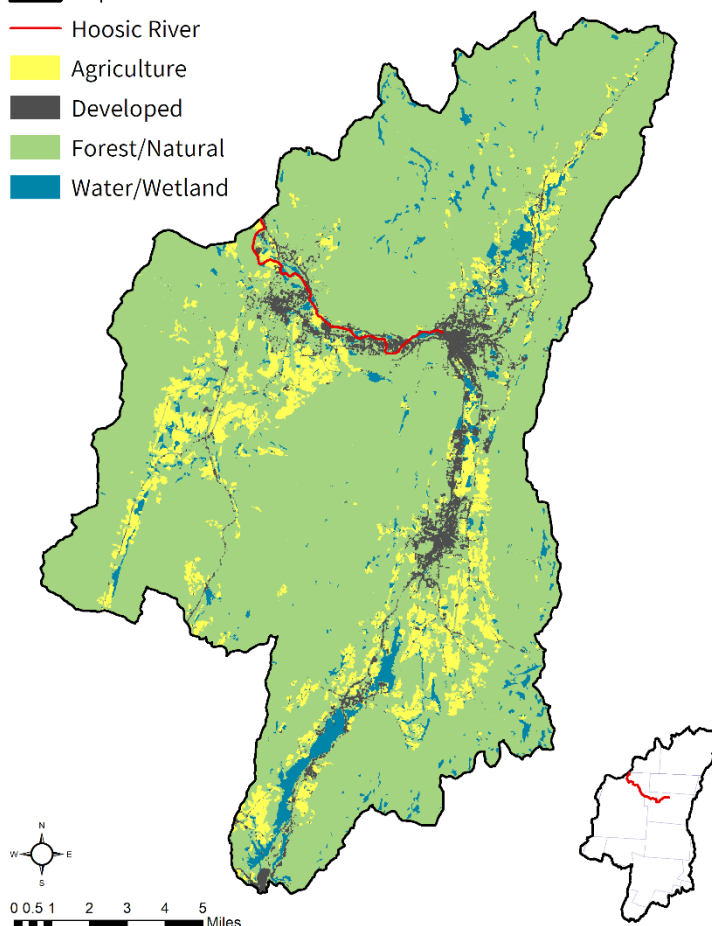 Hoosic River
Agriculture
Developed
Forest/Natural
Water/Wetland
N
W E
S
0 0.5 1 2 3 4 5
Miles